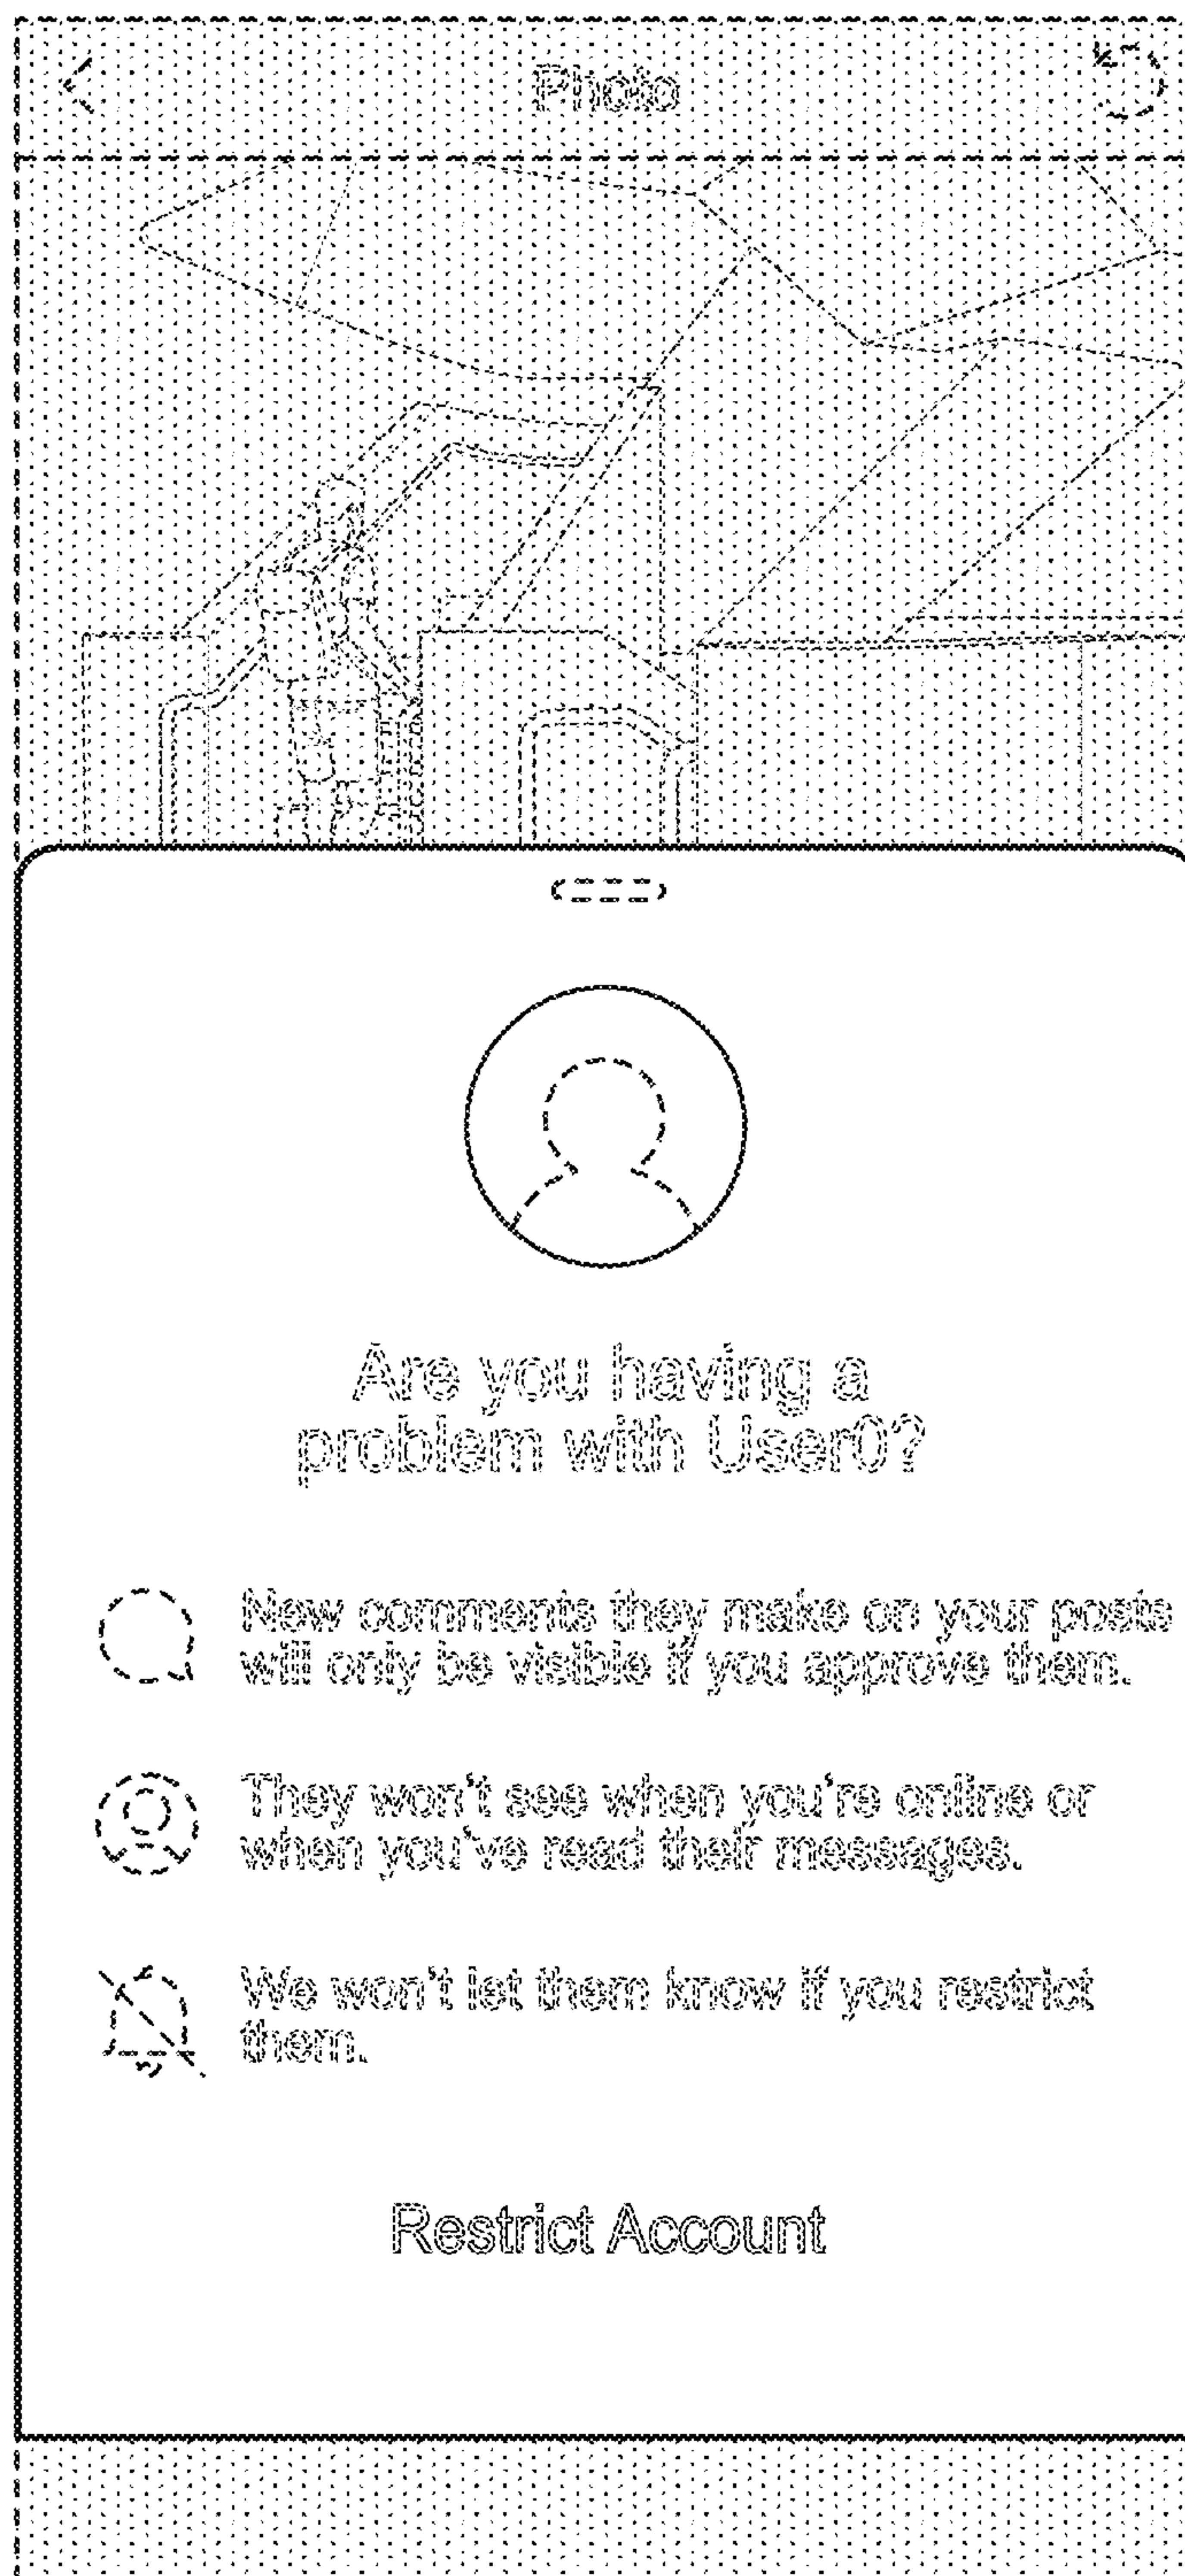 Photo
Are you having a
problem with User0?
New comments they make on your posts
will only be visible if you approve them.
They won't see when you're online or
when you've read their messages.
We won't let them know if you restrict
them.
Restrict Account